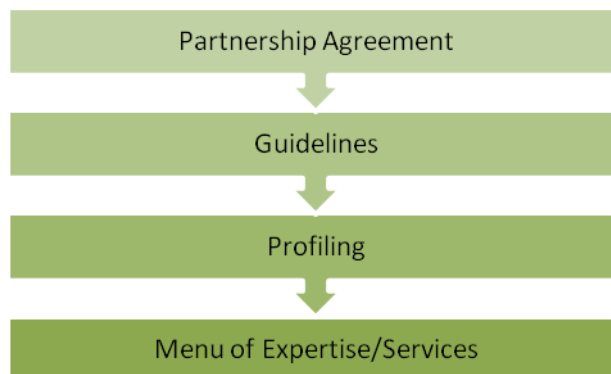 Partnership Agreement
Guidelines
Profiling
Menu of Expertise/Services